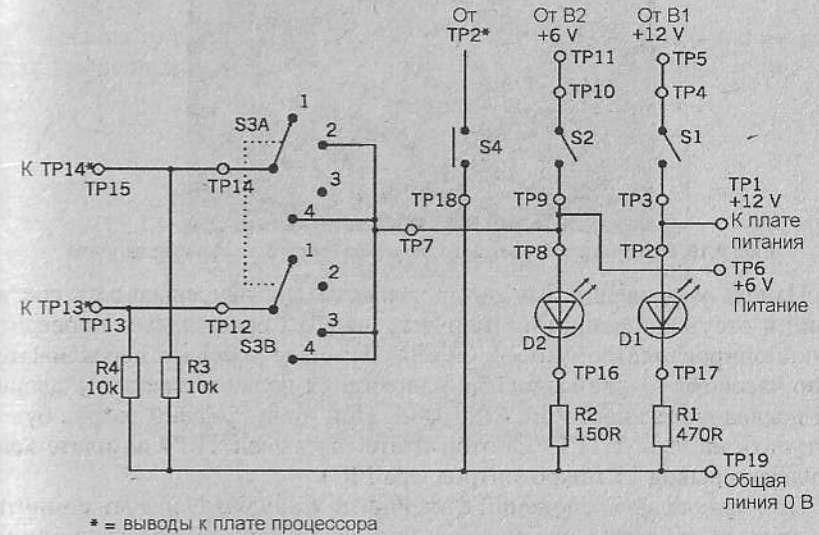 От
TP2*
От B2
+6 V
От B1
+12 V
TP11
TP5
TP10
TP4
1
S3A
2
S4
S2
S1
3
К TP14*
TP15
TP14
TP18
TP9
TP3
TP1
+12 V
К плате
питания
4
TP7
1
TP8
TP2
TP6
+6 V
Питание
2
К TP13*
TP13
TP12
3
S3B
D2
D1
4
R4
10k
R3
10k
TP16
TP17
R2
150R
R1
470R
TP19
Общая
линия 0 В
* = выводы к плате процессора